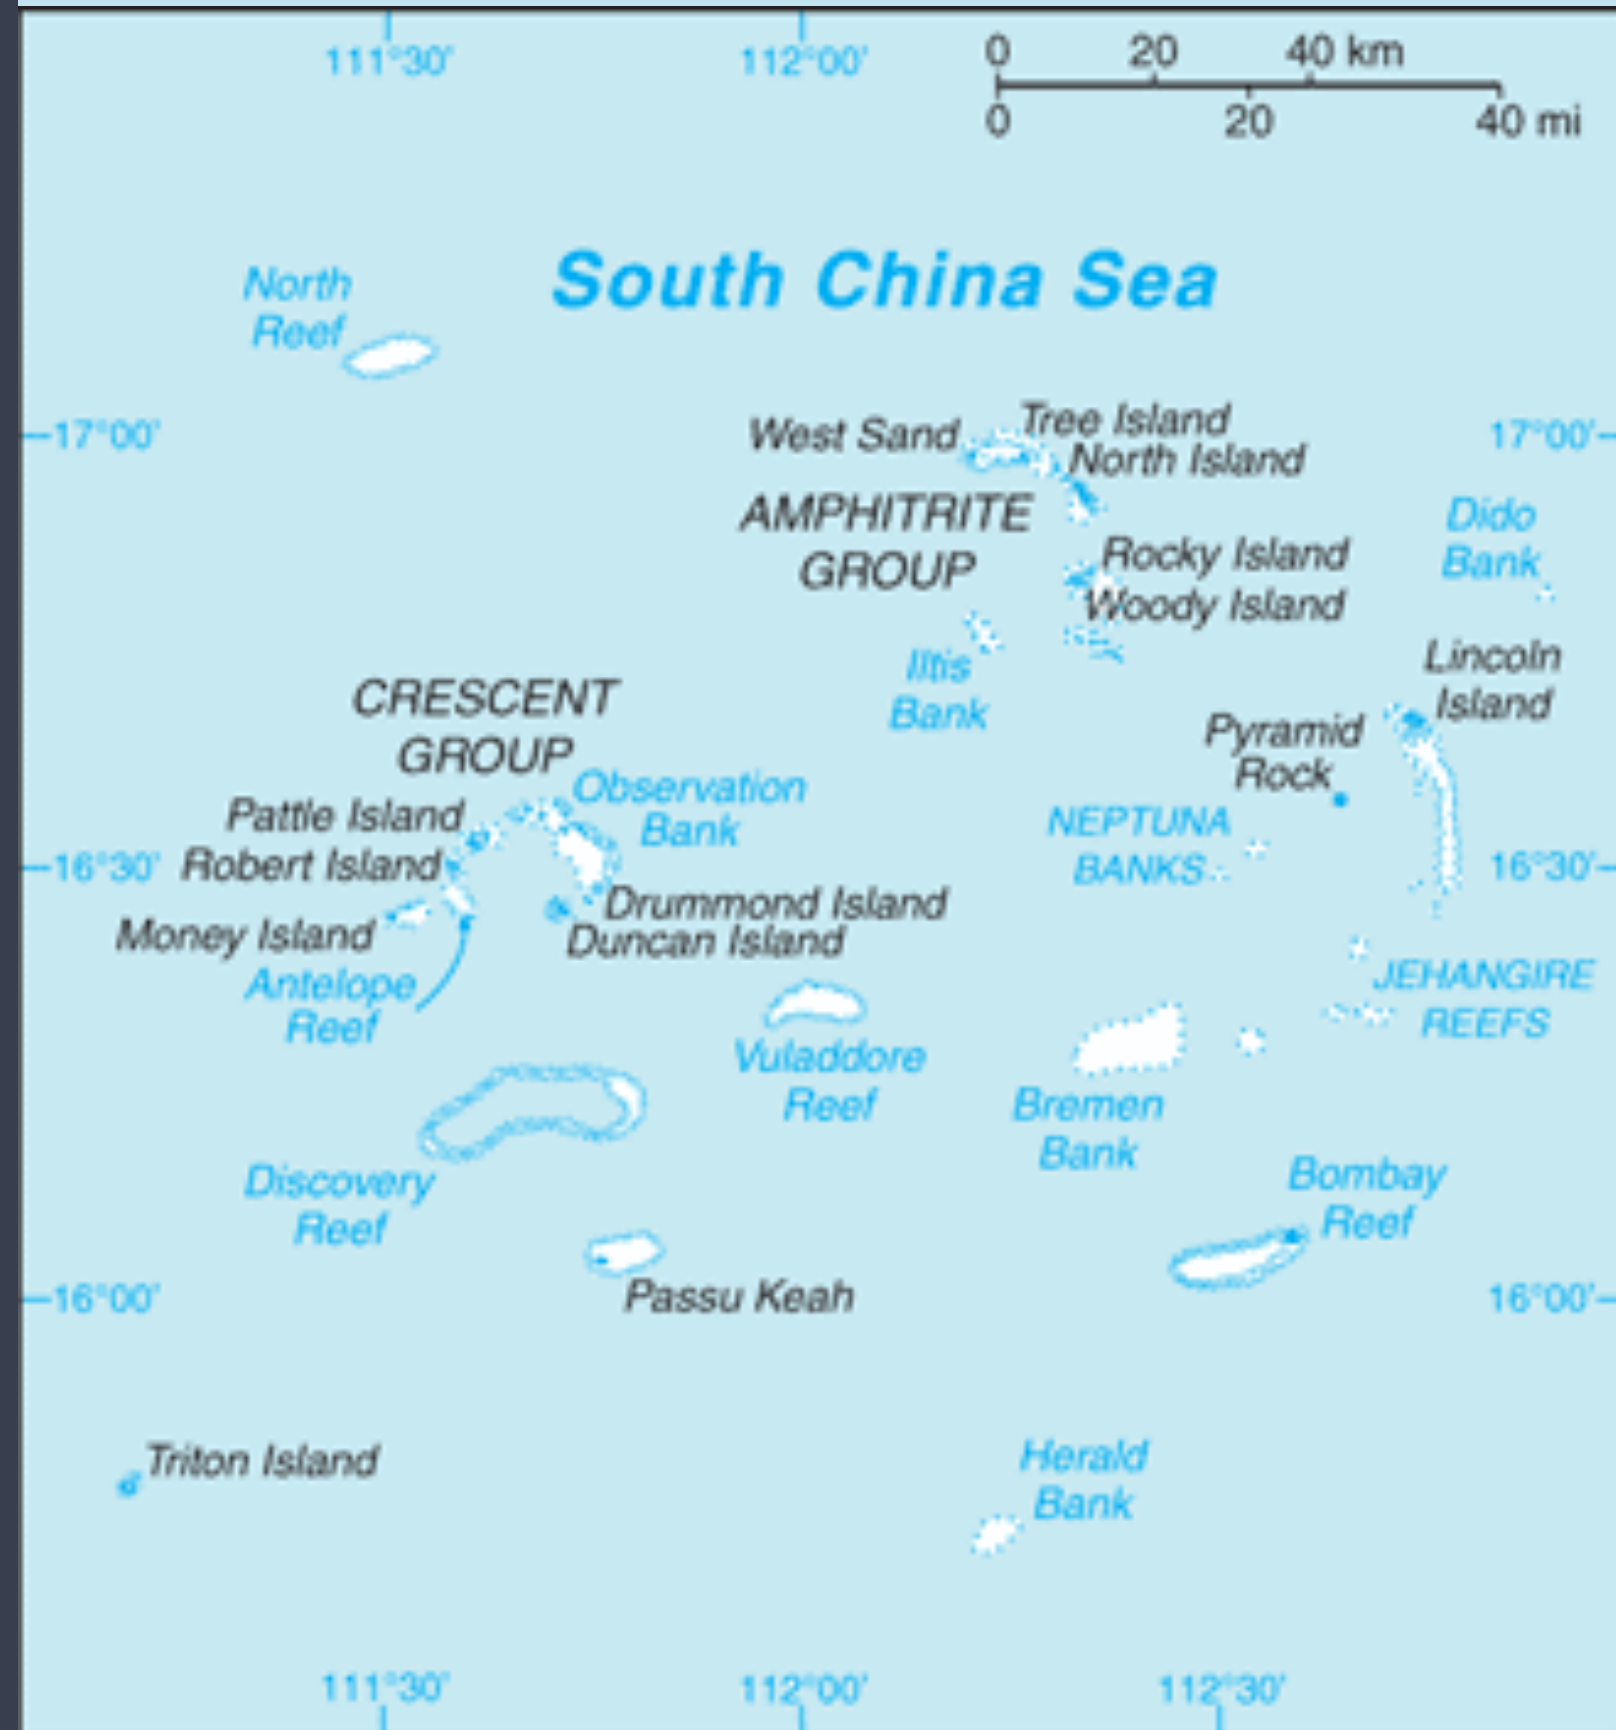 111°30'
112°00'
0 20 40 km
0 20 40 mi
South China Sea
North
Reef
17°00'
17°00'
West Sand
Tree Island
North Island
AMPHITRITE
GROUP
Dido
Bank
Rocky Island
Woody Island
Iltis
Bank
Lincoln
Island
Pyramid
Rock
CRESCENT
GROUP
Observation
Bank
Pattle Island
NEPTUNA
BANKS
16°30'
Robert Island
16°30'
Drummond Island
Duncan Island
Money Island
Antelope
Reef
JEHANGIRE
REEFS
Vuladdore
Reef
Bremen
Bank
Discovery
Reef
Bombay
Reef
Passu Keah
16°00'
16°00'
Triton Island
Herald
Bank
111°30'
112°00'
112°30'